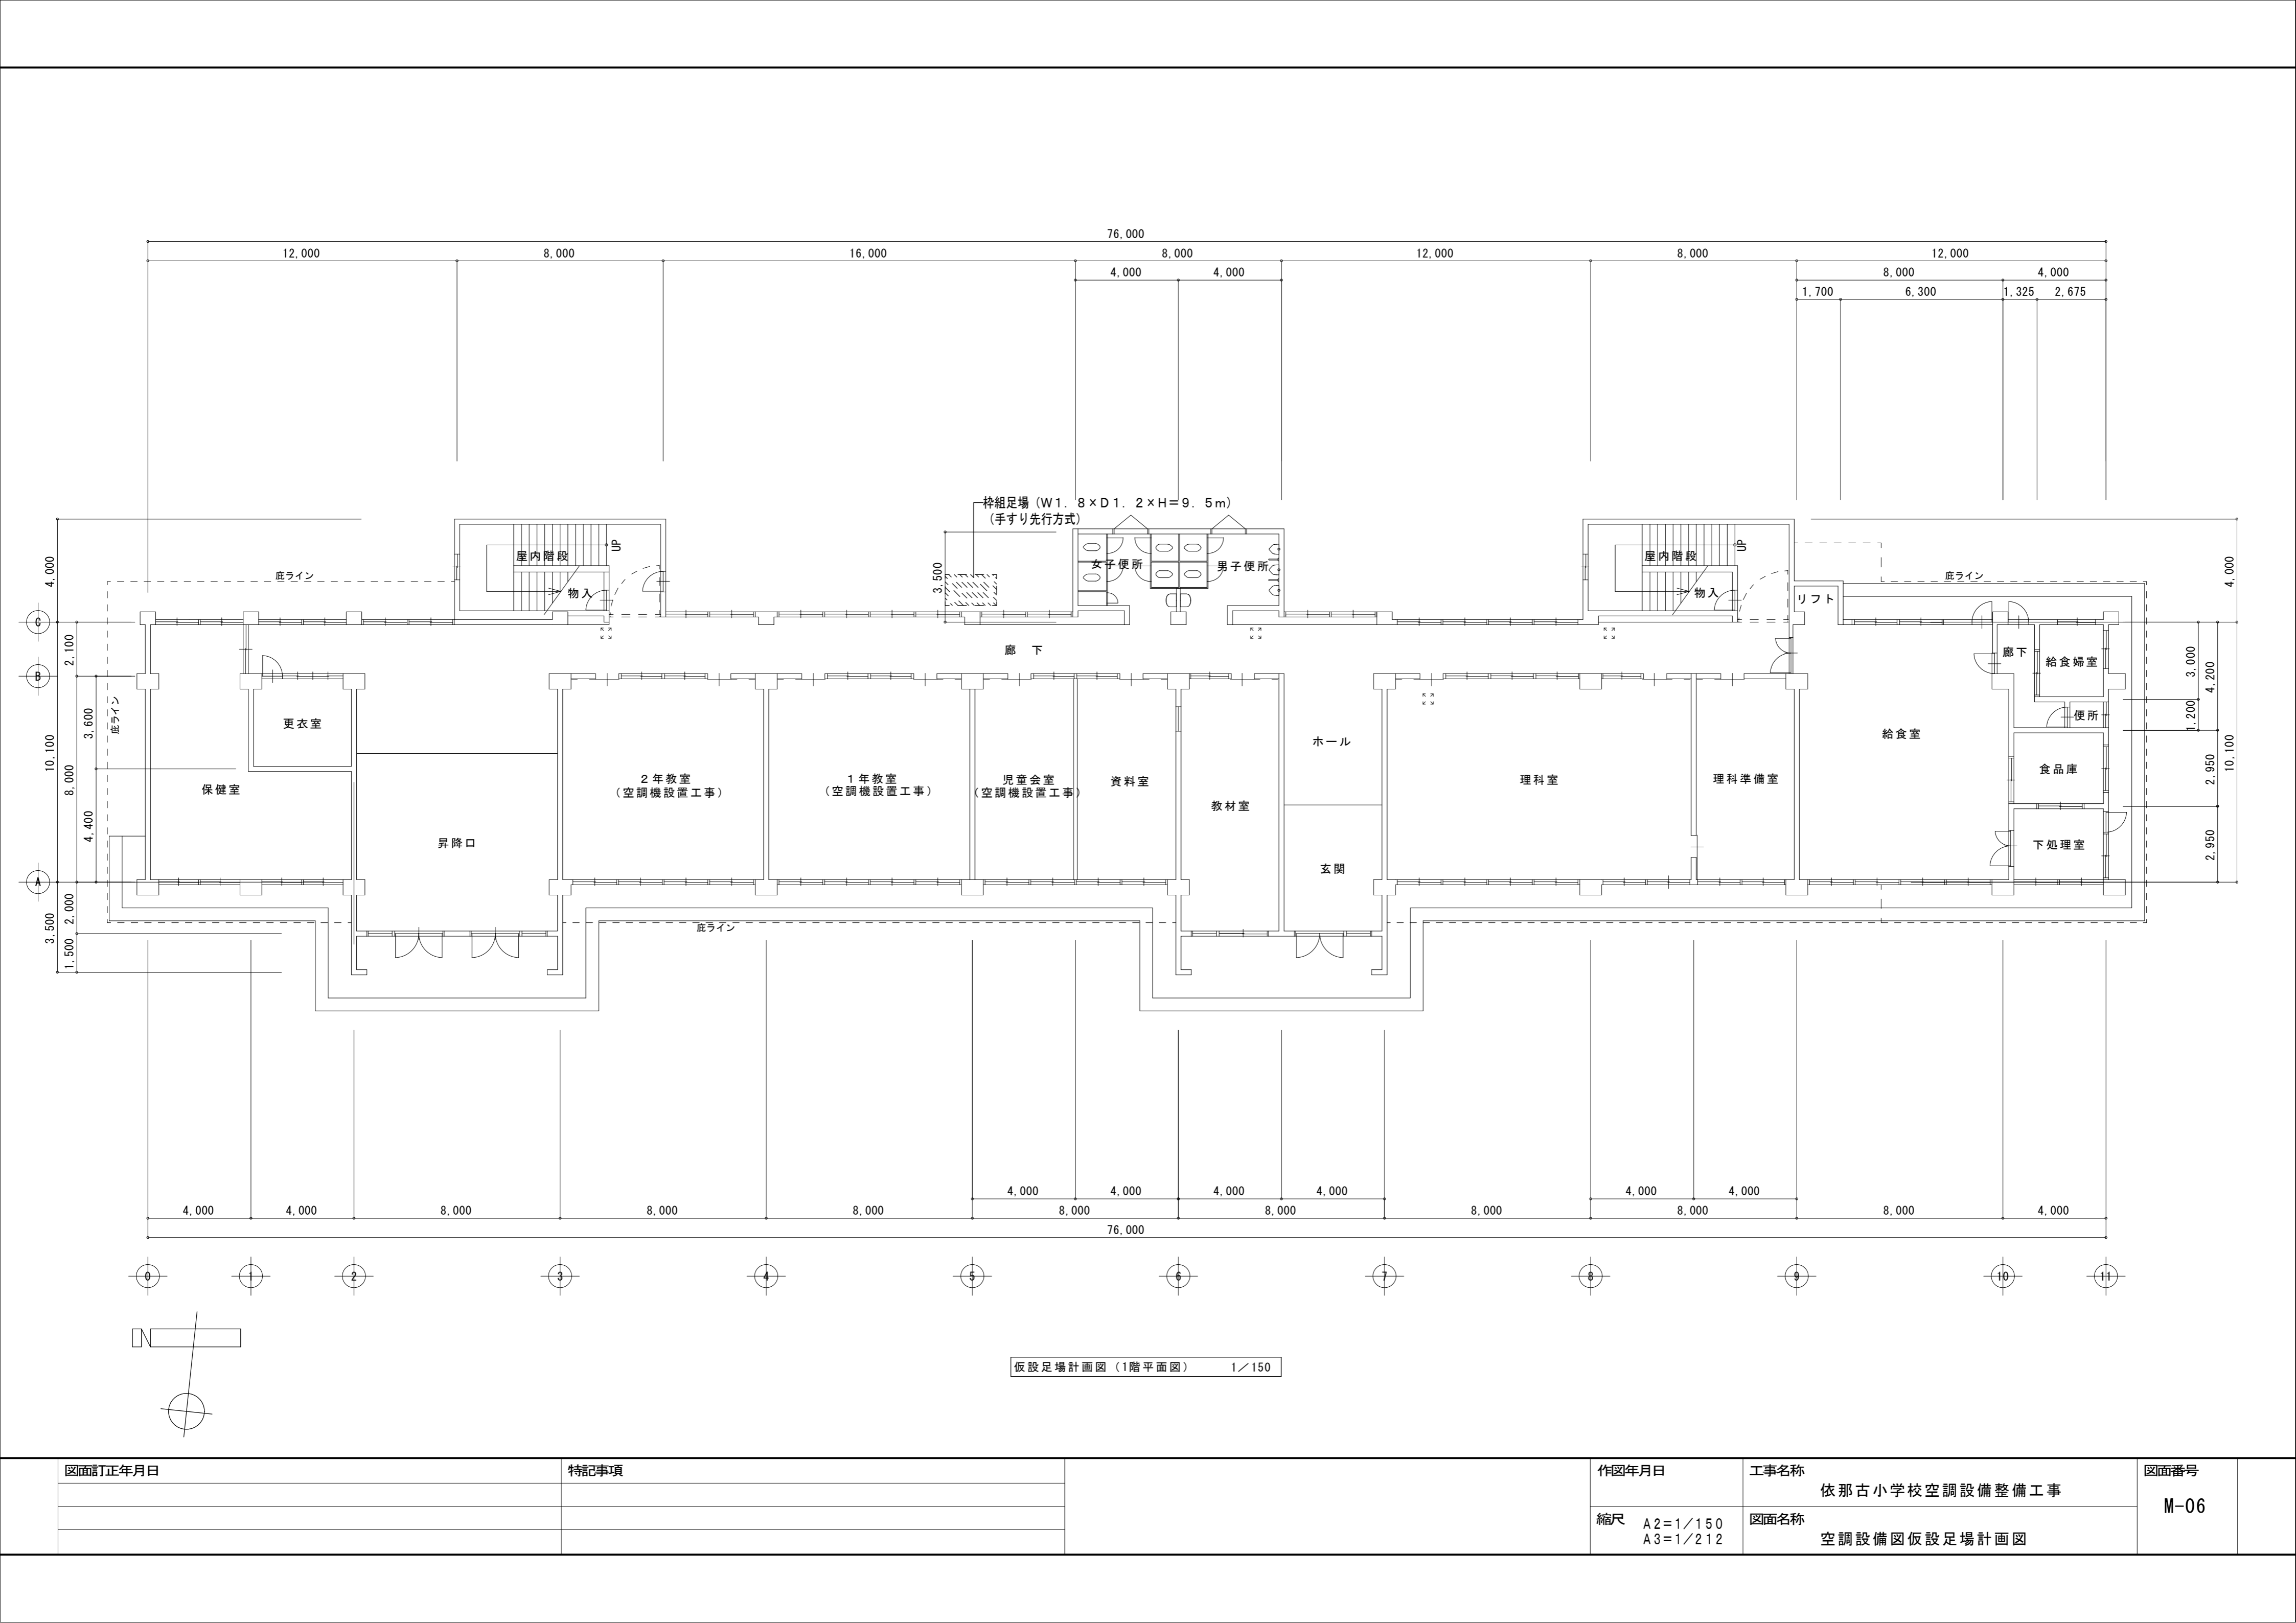 76,000
12,000 8,000 16,000 8,000 12,000 8,000 12,000
4,000 4,000 8,000 4,000
1,700 6,300 1,325 2,675
枠組足場（Ｗ１．８×Ｄ１．２×Ｈ＝９．５ｍ）
（手すり先行方式）
4,000
庇ライン
屋内階段
UP
物入
3,500
女子便所
男子便所
屋内階段
UP
物入
リフト
庇ライン
4,000
C
B
A
2,100
3,600
庇ライン
10,100
8,000
4,400
3,500
2,000
1,500
廊　下
廊下
給食婦室
便所
3,000
4,200
1,200
10,100
2,950
2,950
更衣室
保健室
昇降口
２年教室
（空調機設置工事）
１年教室
（空調機設置工事）
児童会室
（空調機設置工事）
資料室
教材室
ホール
玄関
理科室
理科準備室
給食室
食品庫
下処理室
庇ライン
4,000 4,000 4,000 4,000 4,000 4,000
4,000 4,000 8,000 8,000 8,000 8,000 8,000 8,000 8,000 8,000 4,000
76,000
0 1 2 3 4 5 6 7 8 9 10 11
N
仮設足場計画図（1階平面図）　　1／150
図面訂正年月日
特記事項
作図年月日
縮尺
Ａ２＝１／１５０
Ａ３＝１／２１２
工事名称
依那古小学校空調設備整備工事
図面名称
空調設備図仮設足場計画図
図面番号
M-06